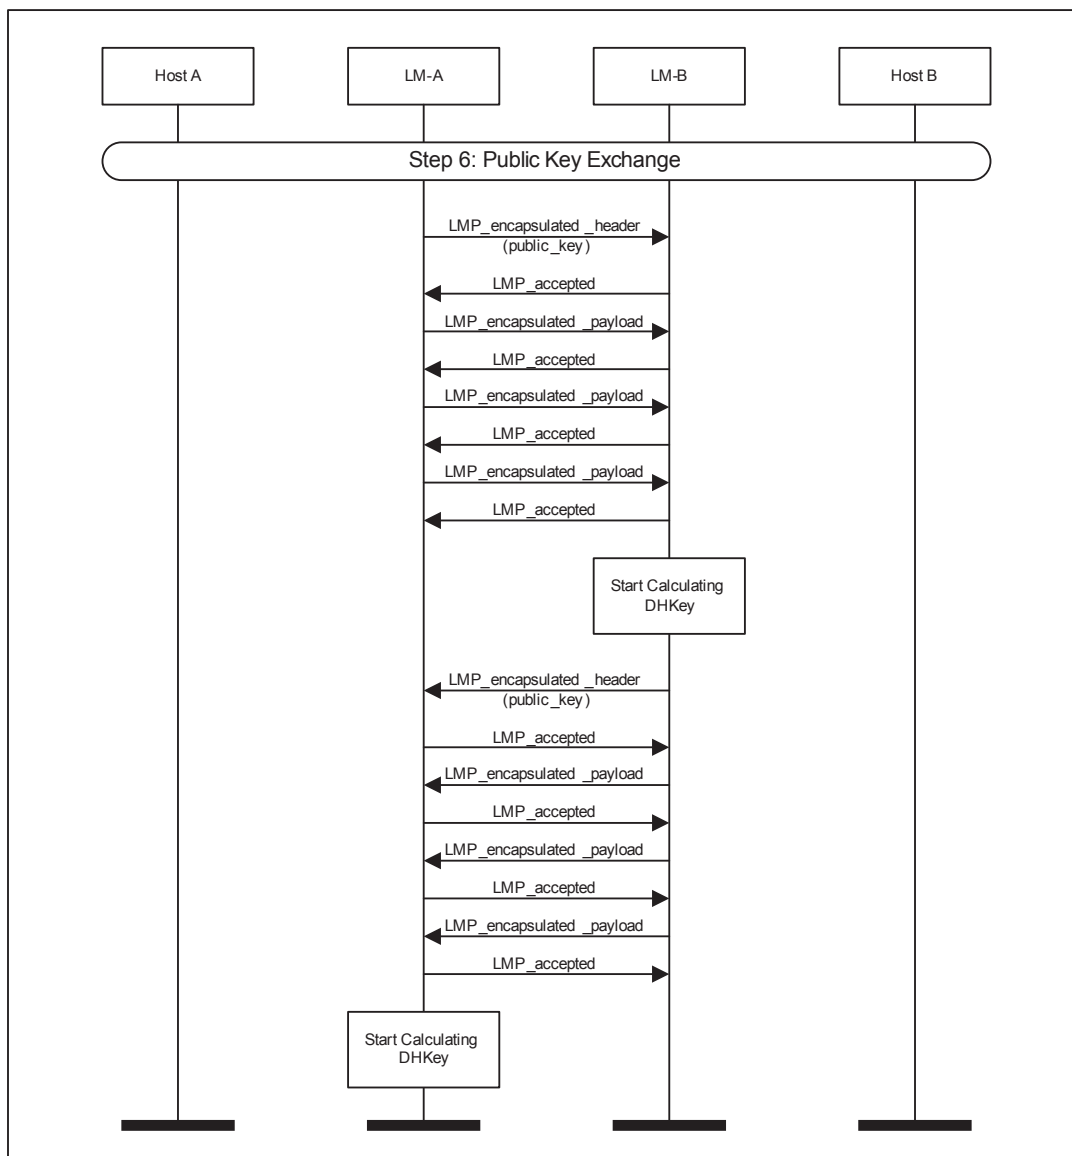 Host A
LM-A
LM-B
Host B
Step 6: Public Key Exchange
LMP_encapsulated _header
(public_key)
LMP_accepted
LMP_encapsulated _payload
LMP_accepted
LMP_encapsulated _payload
LMP_accepted
LMP_encapsulated _payload
LMP_accepted
Start Calculating
DHKey
LMP_encapsulated _header
(public_key)
LMP_accepted
LMP_encapsulated _payload
LMP_accepted
LMP_encapsulated _payload
LMP_accepted
LMP_encapsulated _payload
LMP_accepted
Start Calculating
DHKey